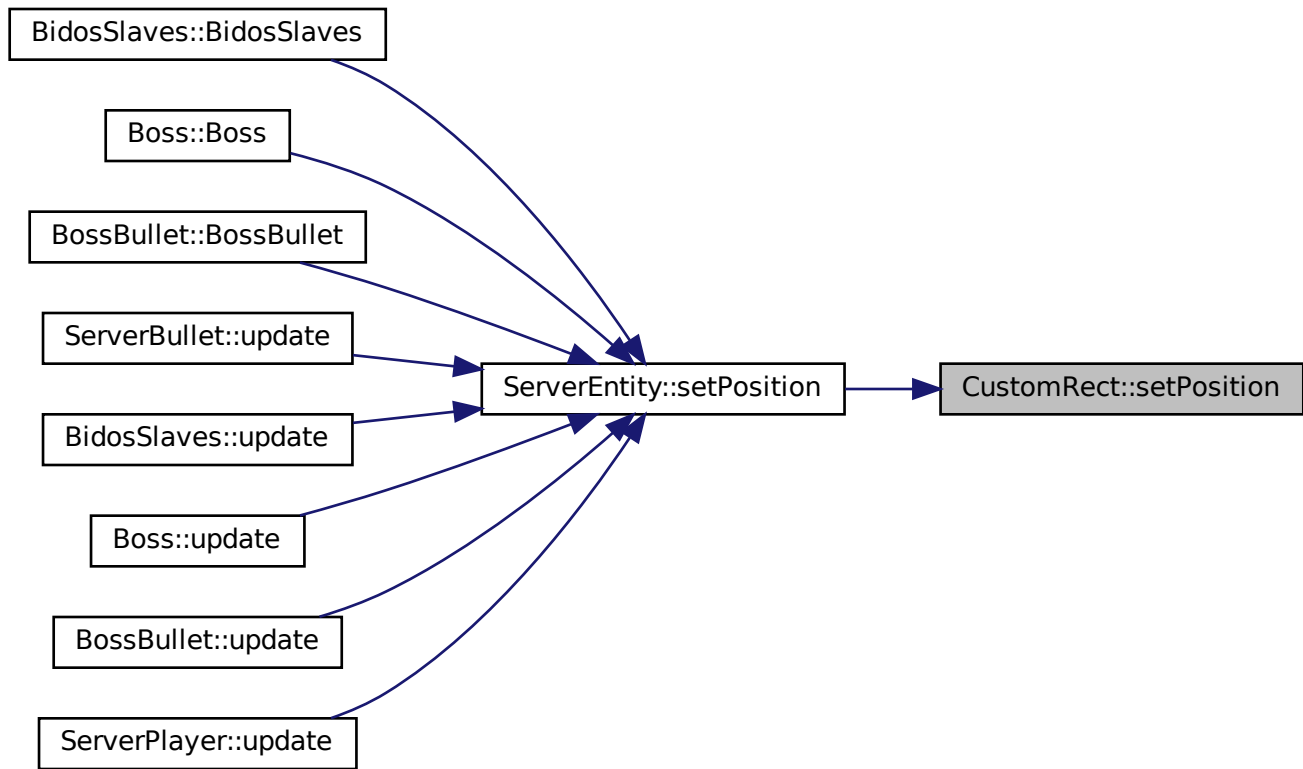 BidosSlaves::BidosSlaves
Boss::Boss
BossBullet::BossBullet
ServerBullet::update
ServerEntity::setPosition
CustomRect::setPosition
BidosSlaves::update
Boss::update
BossBullet::update
ServerPlayer::update